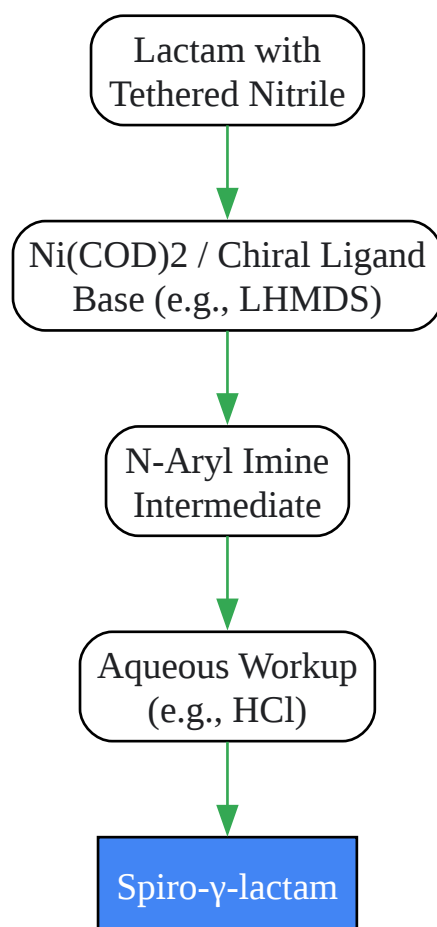 Lactam with
Tethered Nitrile
Ni(COD)2 / Chiral Ligand
Base (e.g., LHMDS)
N-Aryl Imine
Intermediate
Aqueous Workup
(e.g., HCl)
Spiro-γ-lactam